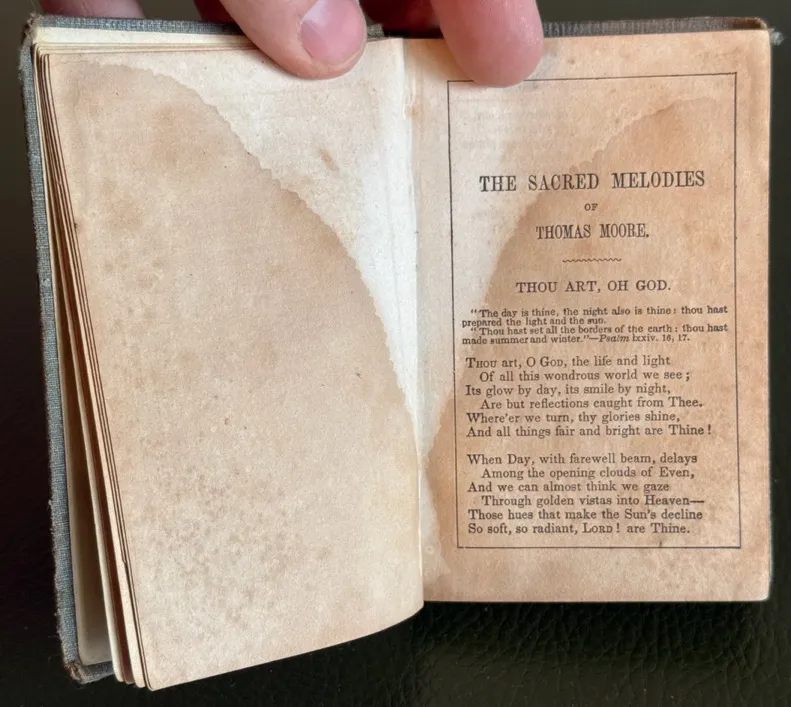 THE SACRED MELODIES
OF
THOMAS MOORE.
THOU ART, OH GOD.
"The day is thine, the night also is thine: thou hast
prepared the light and the sun.
"Thou hast set all the borders of the earth: thou hast
made summer and winter."—Psalm lxxiv. 16, 17.
THOU art, O GOD, the life and light
Of all this wondrous world we see;
Its glow by day, its smile by night,
Are but reflections caught from Thee.
Where'er we turn, thy glories shine,
And all things fair and bright are Thine!
When Day, with farewell beam, delays
Among the opening clouds of Even,
And we can almost think we gaze
Through golden vistas into Heaven—
Those hues that make the Sun's decline
So soft, so radiant, LORD! are Thine.